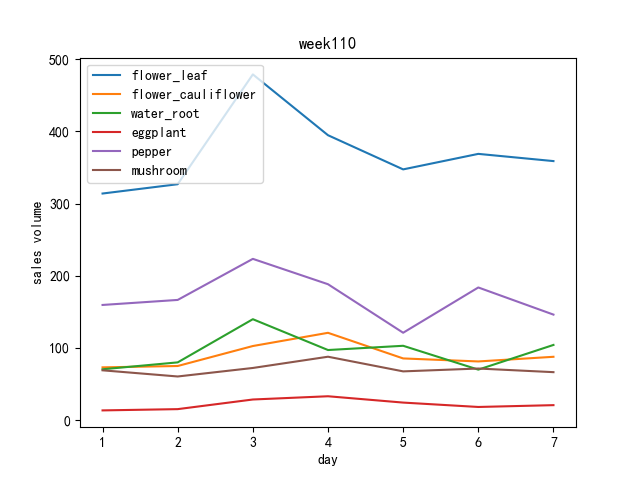 week110
500
400
300
200
100
0
sales volume
flower_leaf
flower_cauliflower
water_root
eggplant
pepper
mushroom
1 2 3 4 5 6 7
day